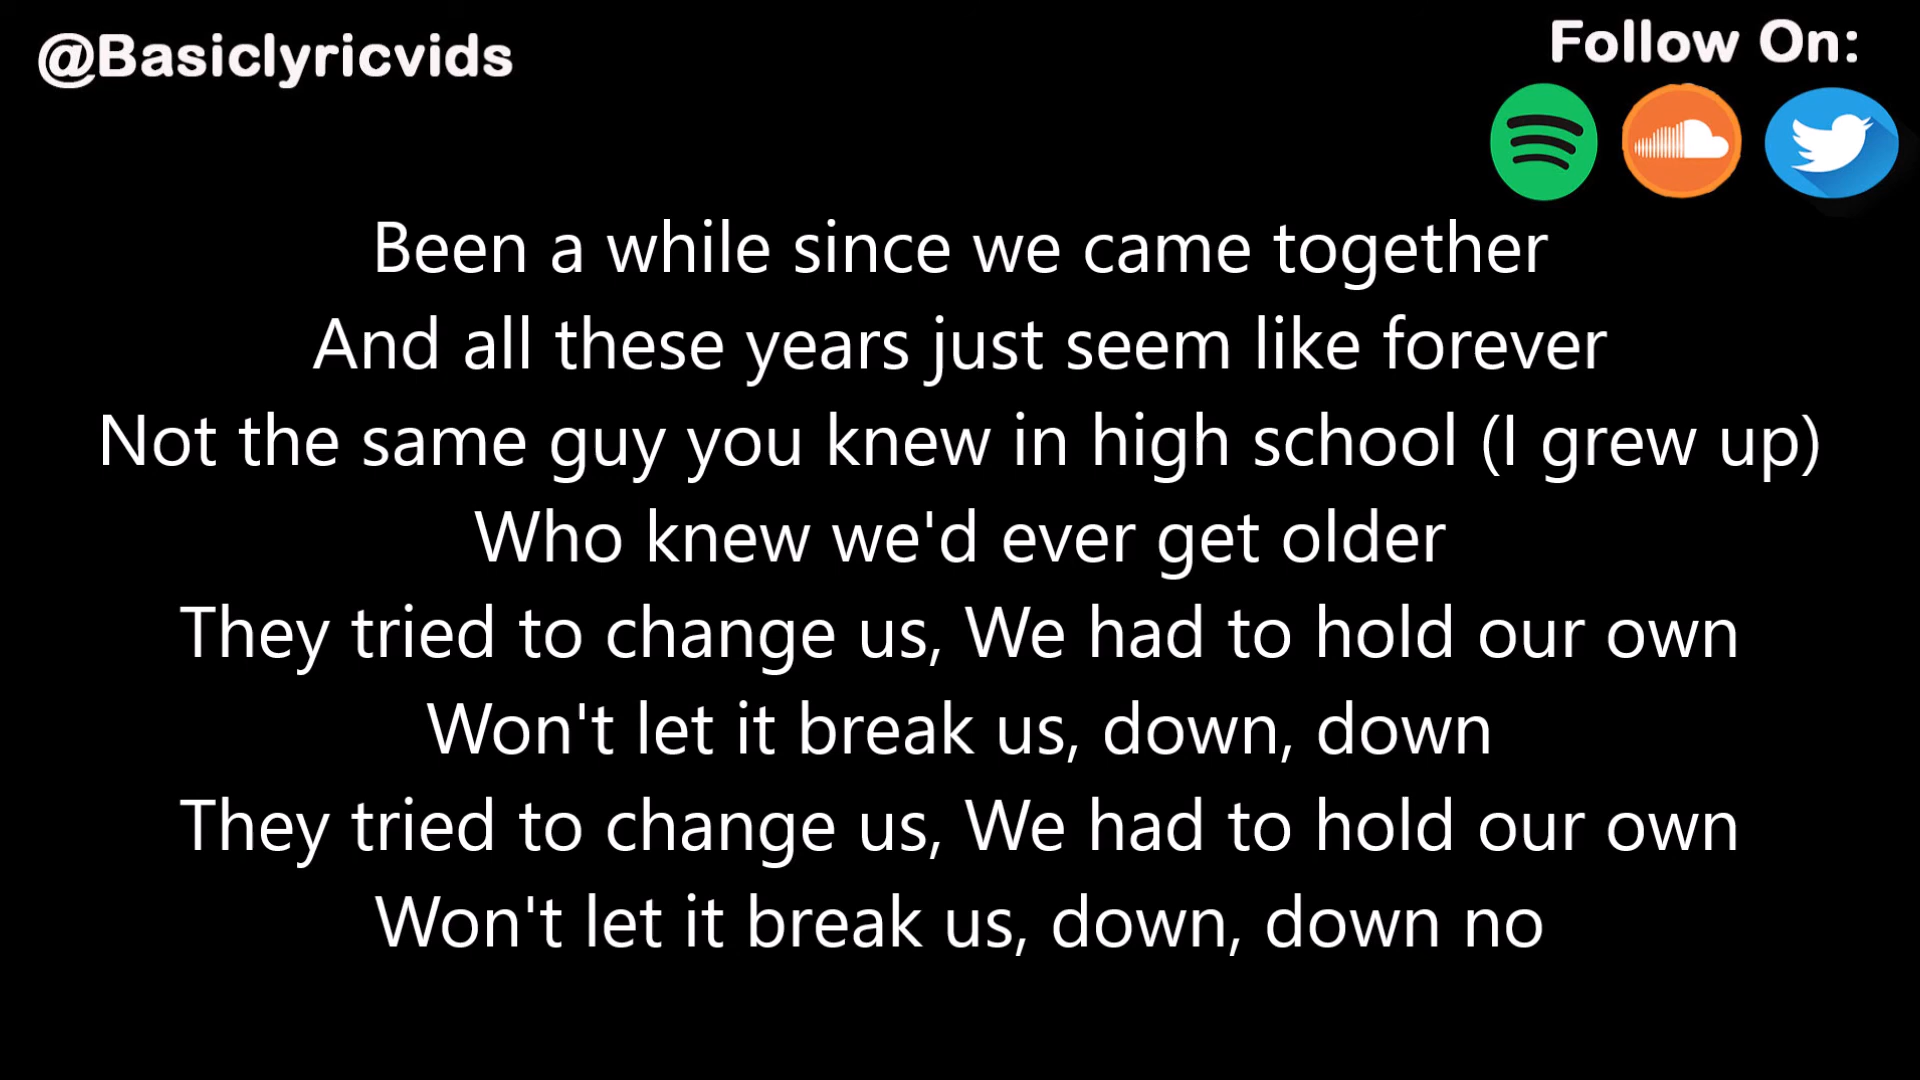 @Basiclyricvids
Follow On:
Been a while since we came together
And all these years just seem like forever
Not the same guy you knew in high school (I grew up)
Who knew we'd ever get older
They tried to change us, We had to hold our own
Won't let it break us, down, down
They tried to change us, We had to hold our own
Won't let it break us, down, down no